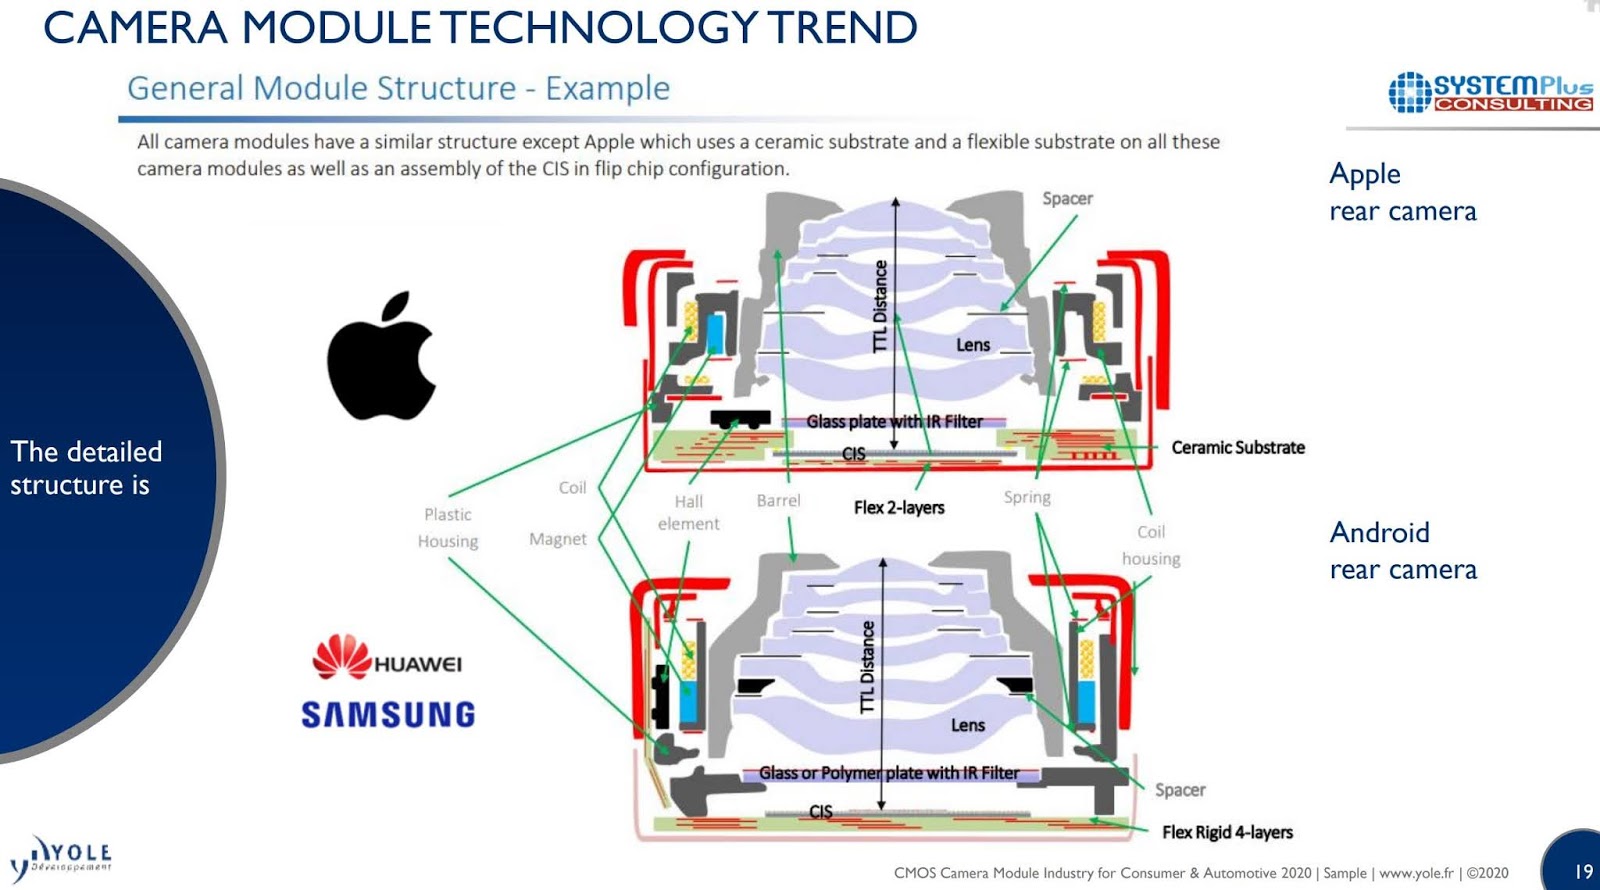 CAMERA MODULE TECHNOLOGY TREND
General Module Structure - Example
SYSTEMPlus
CONSULTING
All camera modules have a similar structure except Apple which uses a ceramic substrate and a flexible substrate on all these
camera modules as well as an assembly of the CIS in flip chip configuration.
Apple
rear camera
The detailed
structure is
Spacer
TTL Distance
Lens
Glass plate with IR Filter
CIS
Ceramic Substrate
Plastic
Housing
Coil
Magnet
Hall
element
Barrel
Flex 2-layers
Spring
Coil
housing
Android
rear camera
HUAWEI
SAMSUNG
TTL Distance
Lens
Glass or Polymer plate with IR Filter
CIS
Spacer
Flex Rigid 4-layers
YOLE
Développement
CMOS Camera Module Industry for Consumer & Automotive 2020 | Sample | www.yole.fr | ©2020
19